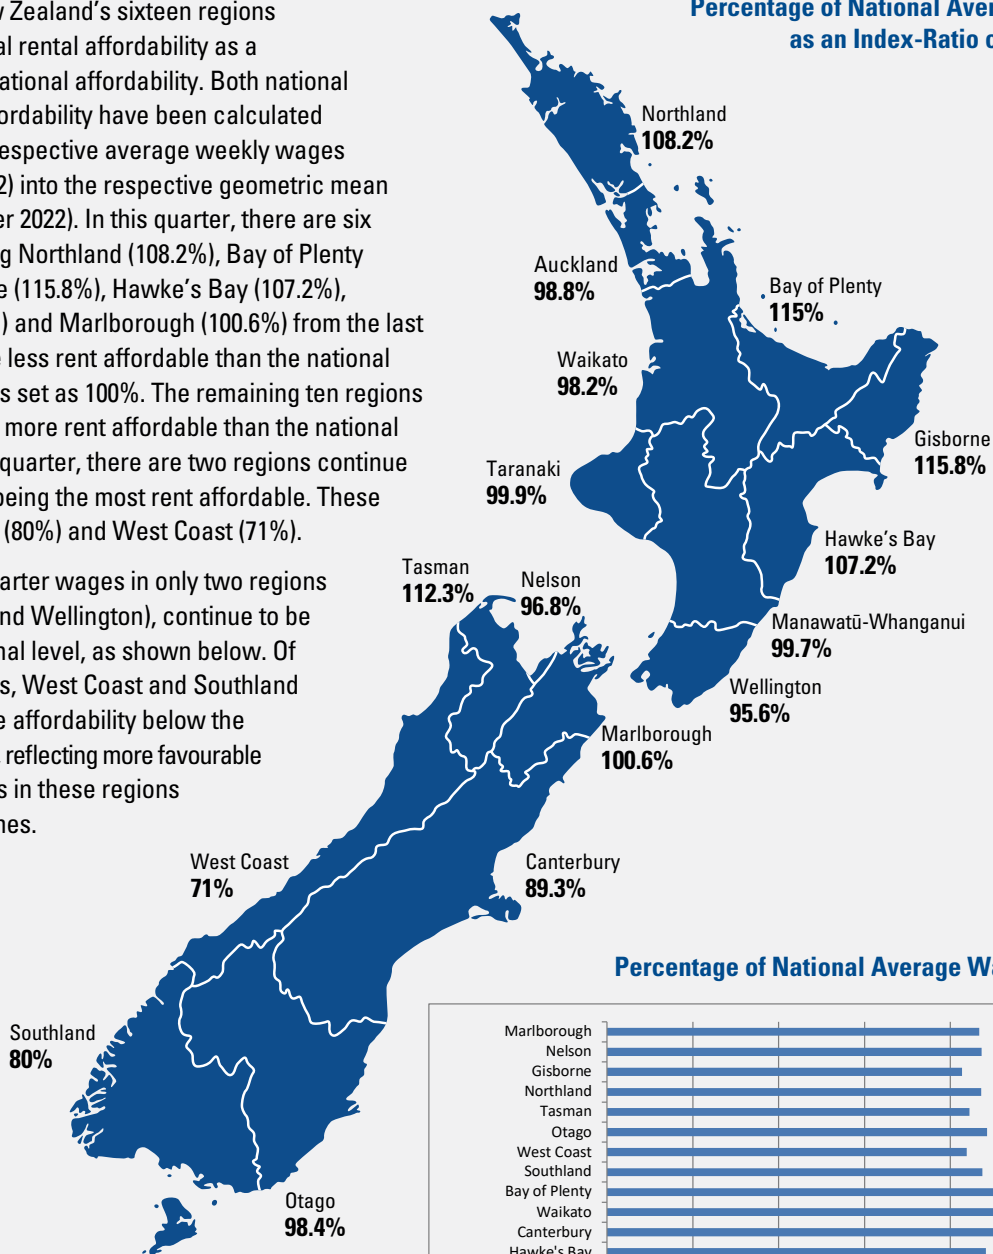 Percentage of National Aver
as an Index-Ratio o
Zealand's sixteen regions
al rental affordability as a
ational affordability. Both national
ordability have been calculated
espective average weekly wages
2) into the respective geometric mean
er 2022). In this quarter, there are six
g Northland (108.2%), Bay of Plenty
e (115.8%), Hawke's Bay (107.2%),
) and Marlborough (100.6%) from the last
less rent affordable than the national
s set as 100%. The remaining ten regions
more rent affordable than the national
quarter, there are two regions continue
being the most rent affordable. These
(80%) and West Coast (71%).
arter wages in only two regions
nd Wellington), continue to be
nal level, as shown below. Of
s, West Coast and Southland
e affordability below the
, reflecting more favourable
s in these regions
nes.
Northland
108.2%
Auckland
98.8%
Bay of Plenty
115%
Waikato
98.2%
Gisborne
115.8%
Taranaki
99.9%
Hawke's Bay
107.2%
Tasman
112.3%
Nelson
96.8%
Manawatū-Whanganui
99.7%
Wellington
95.6%
Marlborough
100.6%
West Coast
71%
Canterbury
89.3%
Southland
80%
Otago
98.4%
Percentage of National Average Wa
Marlborough
Nelson
Gisborne
Northland
Tasman
Otago
West Coast
Southland
Bay of Plenty
Waikato
Canterbury
Hawke's Bay